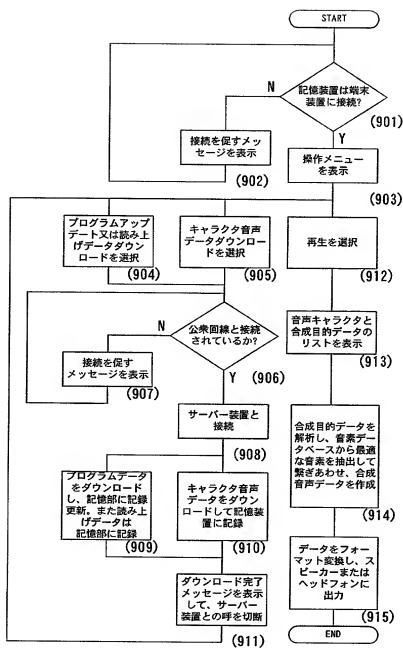 START
記憶装置は端末
装置に接続?
N
(901)
Y
接続を促すメッ
セージを表示
(902)
操作メニュー
を表示
(903)
プログラムアップ
デート又は読み上
げデータダウン
ロードを選択
(904)
キャラクタ音声
データダウンロー
ドを選択
(905)
再生を選択
(912)
N
公衆回線と接続
されているか?
(906)
Y
接続を促す
メッセージを表示
(907)
音声キャラクタと
合成目的データの
リストを表示
(913)
サーバー装置と
接続
(908)
プログラムデータ
をダウンロード
し、記憶部に記録
更新。また読み上
げデータは
記憶部に記録
(909)
キャラクタ音声
データをダウンロ
ードして記憶装
置に記録
(910)
合成目的データを
解析し、音素デー
タベースから最適
な音素を抽出して
繋ぎあわせ、合成
音声データを作成
(914)
ダウンロード完了
メッセージを表示
して、サーバー
装置との呼を切断
(911)
データをフォー
マット変換し、ス
ピーカーまたは
ヘッドフォンに
出力
(915)
END